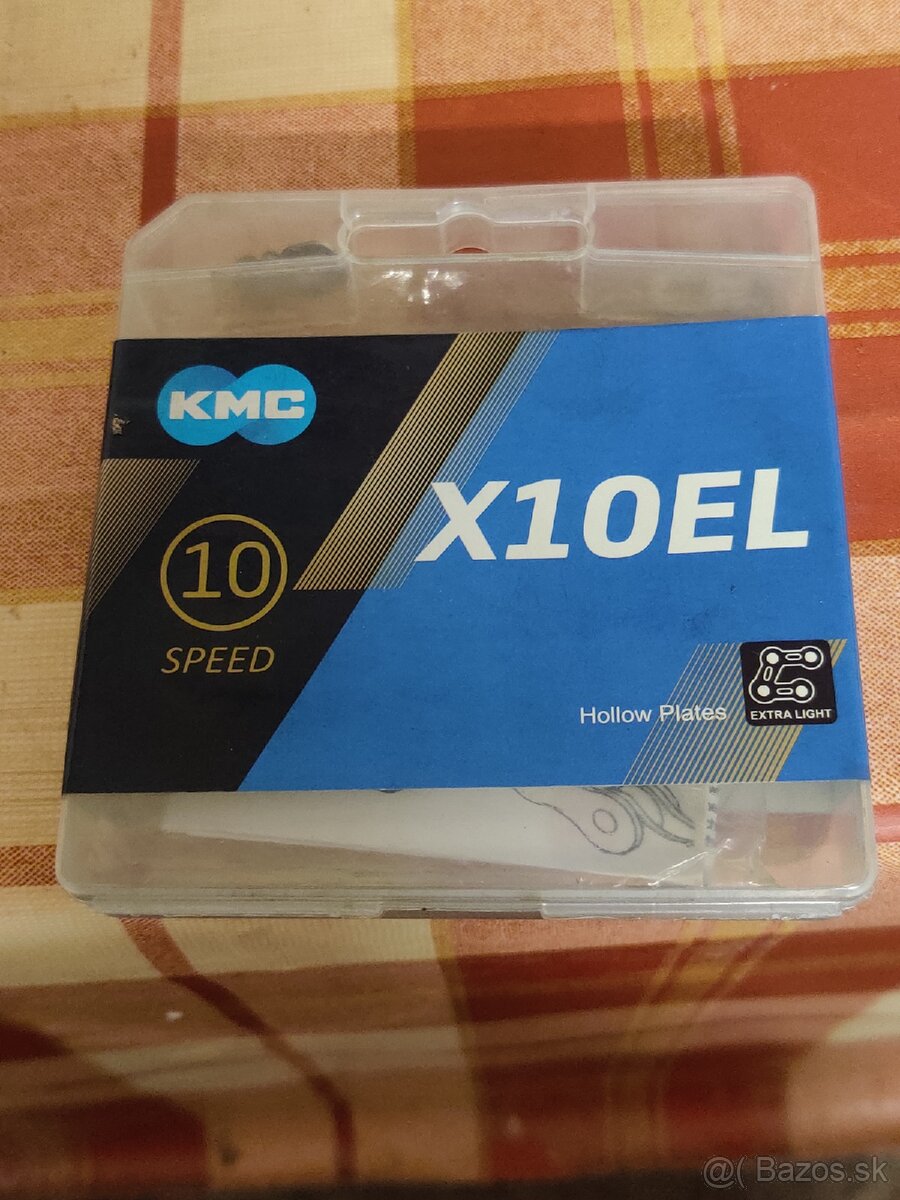 KMC
X10EL
10
SPEED
Hollow Plates
EXTRA LIGHT
@( Bazos.sk